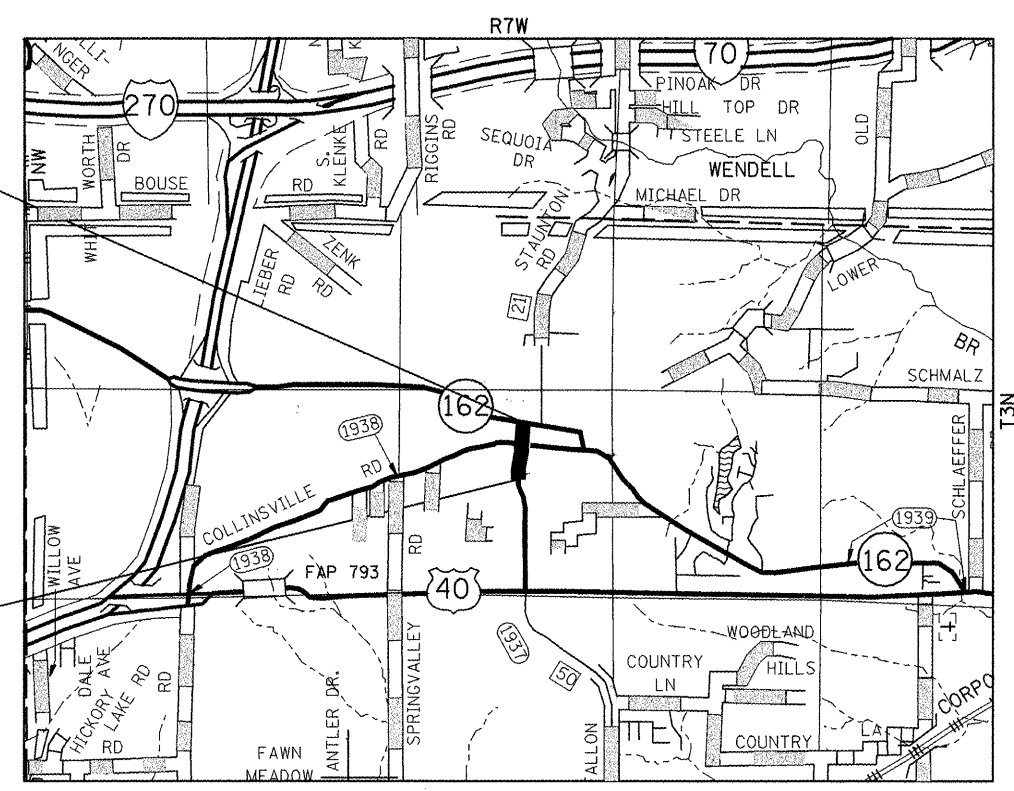 R7W
LLI-
NGER
N
K
70
270
PINOAK DR
HILL TOP DR
STEELE LN
OLD
RIGGINS
RD
SEQUOIA
DR
WENDELL
NW
WORTH
DR
S.
KLENKE
RD
BOUSE
RD
MICHAEL DR
WHI
STAUNTON
RD
ZENK
RD
IEBER
RD
LOWER
21
BR
SCHMALZ
162
T3N
1938
RD
COLLINSVILLE
SCHLAEFFER
1939
WILLOW
AVE
1938
RD
162
FAP 793
40
1937
WOODLAND
HILLS
COUNTRY
LN
50
DALE
HICKORY AVE
LAKE RD
RD
RD
SPRINGVALLEY
ANTLER DR.
CORPO
LA
COUNTRY
FAWN
MEADOW
ALLON